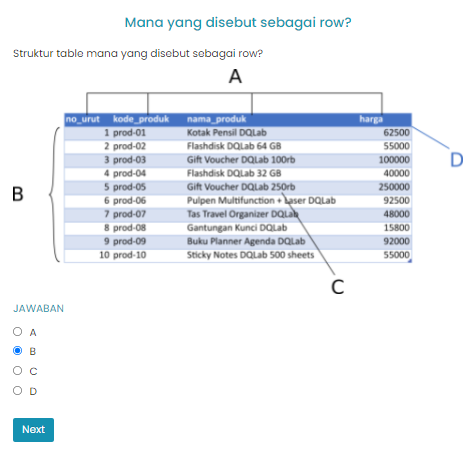 Mana yang disebut sebagai row?
Struktur table mana yang disebut sebagai row?
A
no_urut kode_produk nama_produk harga
1 prod-01 Kotak Pensil DQLab 62500
2 prod-02 Flashdisk DQLab 64 GB 55000
3 prod-03 Gift Voucher DQLab 100rb 100000
4 prod-04 Flashdisk DQLab 32 GB 40000
5 prod-05 Gift Voucher DQLab 250rb 250000
6 prod-06 Pulpen Multifunction + Laser DQLab 92500
7 prod-07 Tas Travel Organizer DQLab 48000
8 prod-08 Gantungan Kunci DQLab 15800
9 prod-09 Buku Planner Agenda DQLab 92000
10 prod-10 Sticky Notes DQLab 500 sheets 55000
B
D
C
JAWABAN
A
B
C
D
Next